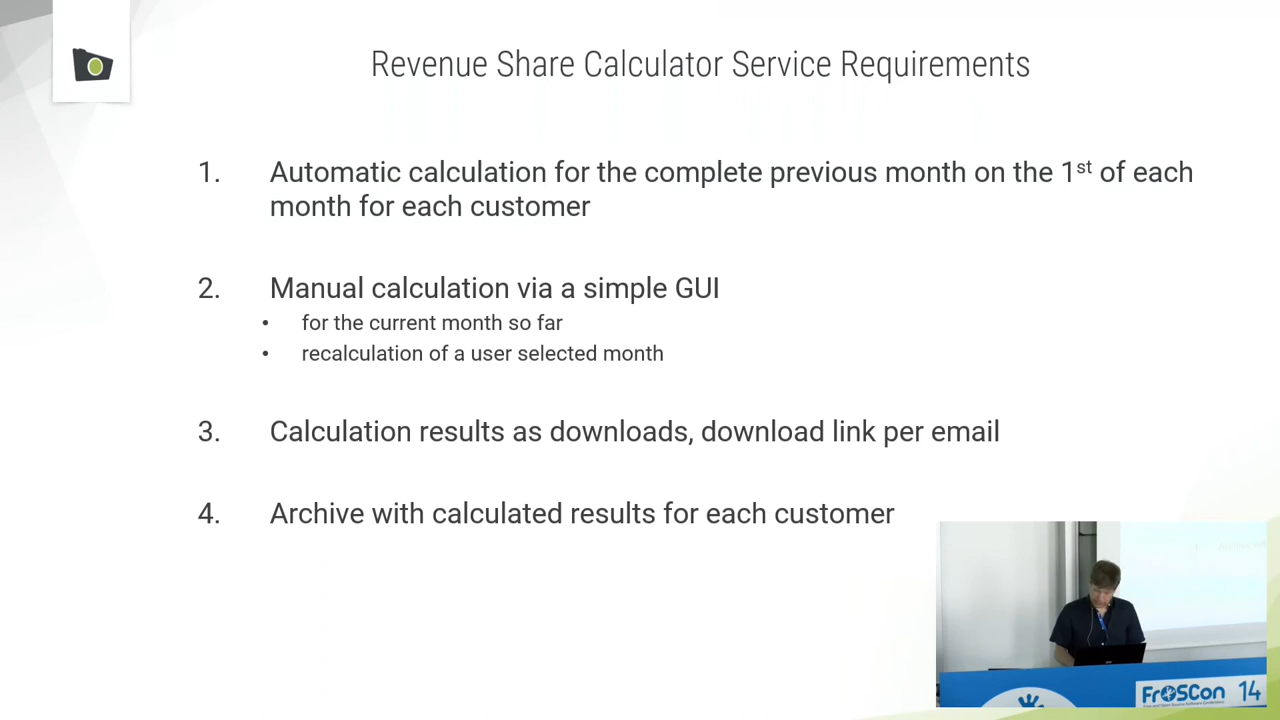 Revenue Share Calculator Service Requirements
1. Automatic calculation for the complete previous month on the 1st of each
month for each customer
2. Manual calculation via a simple GUI
• for the current month so far
• recalculation of a user selected month
3. Calculation results as downloads, download link per email
4. Archive with calculated results for each customer
FrOSCon 14